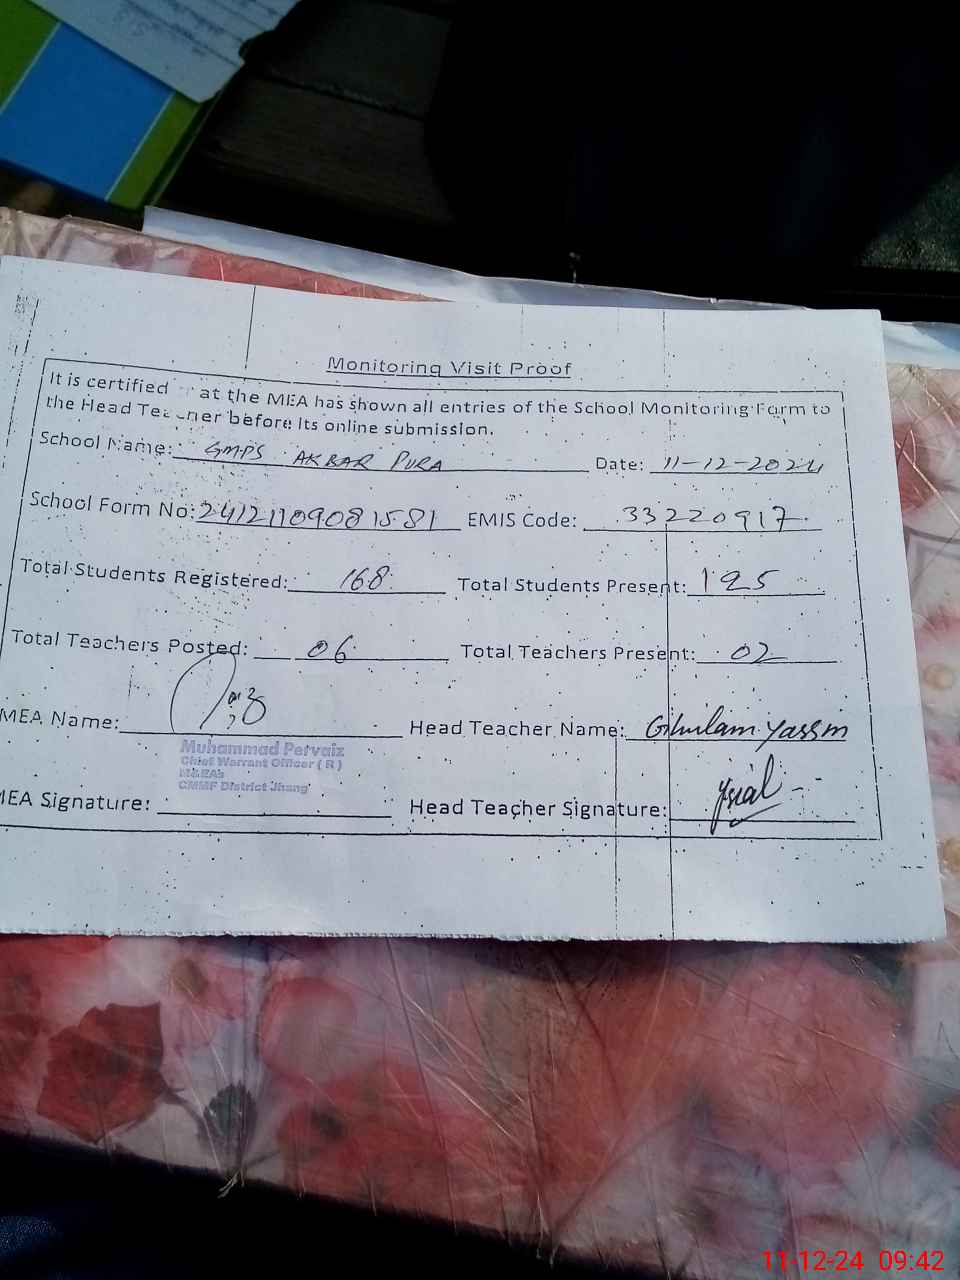 Monitoring Visit Proof
It is certified at the MEA has shown all entries of the School Monitoring Form to
the Head Teacher before its online submission.
School Name: GMPS AKBAR PURA Date: 11-12-2024
School Form No: 2412110908 1581 EMIS Code: 33220917
Total Students Registered: 168 Total Students Present: 125
Total Teachers Posted: 06 Total Teachers Present: 02
MEA Name: Head Teacher Name: Ghulam Yassin
Muhammad Pervaiz
Chief Warrant Officer (R)
M&EAs
CMMF District Jhang
MEA Signature: Head Teacher Signature:
11-12-24 09:42